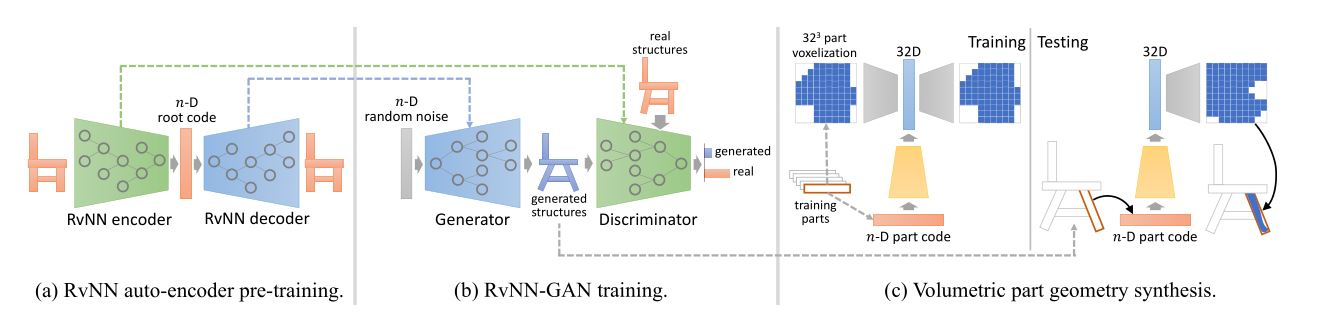 n-D
root code
RvNN encoder
RvNN decoder
(a) RvNN auto-encoder pre-training.
real
structures
n-D
random noise
generated
real
generated
structures
Generator
Discriminator
(b) RvNN-GAN training.
32³ part
voxelization
32D
Training
training
parts
n-D part code
Testing
32D
n-D part code
(c) Volumetric part geometry synthesis.